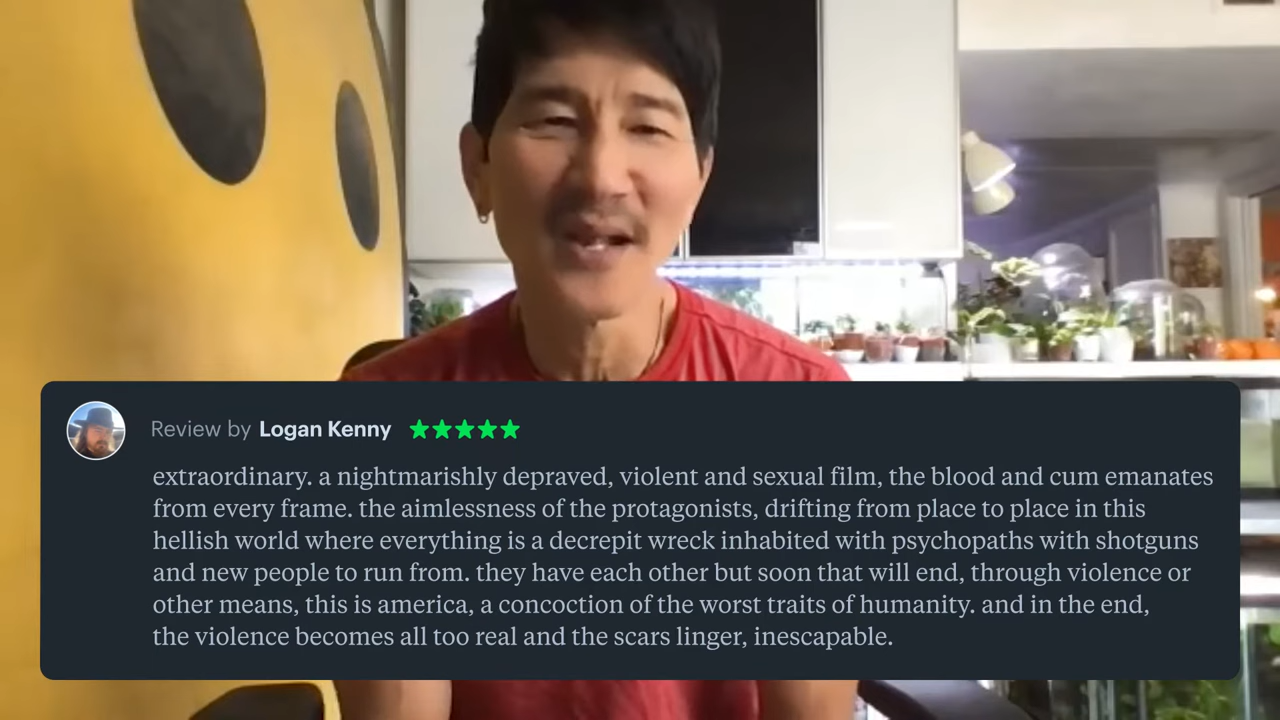 Review by Logan Kenny ★★★★★
extraordinary. a nightmarishly depraved, violent and sexual film, the blood and cum emanates
from every frame. the aimlessness of the protagonists, drifting from place to place in this
hellish world where everything is a decrepit wreck inhabited with psychopaths with shotguns
and new people to run from. they have each other but soon that will end, through violence or
other means, this is america, a concoction of the worst traits of humanity. and in the end,
the violence becomes all too real and the scars linger, inescapable.